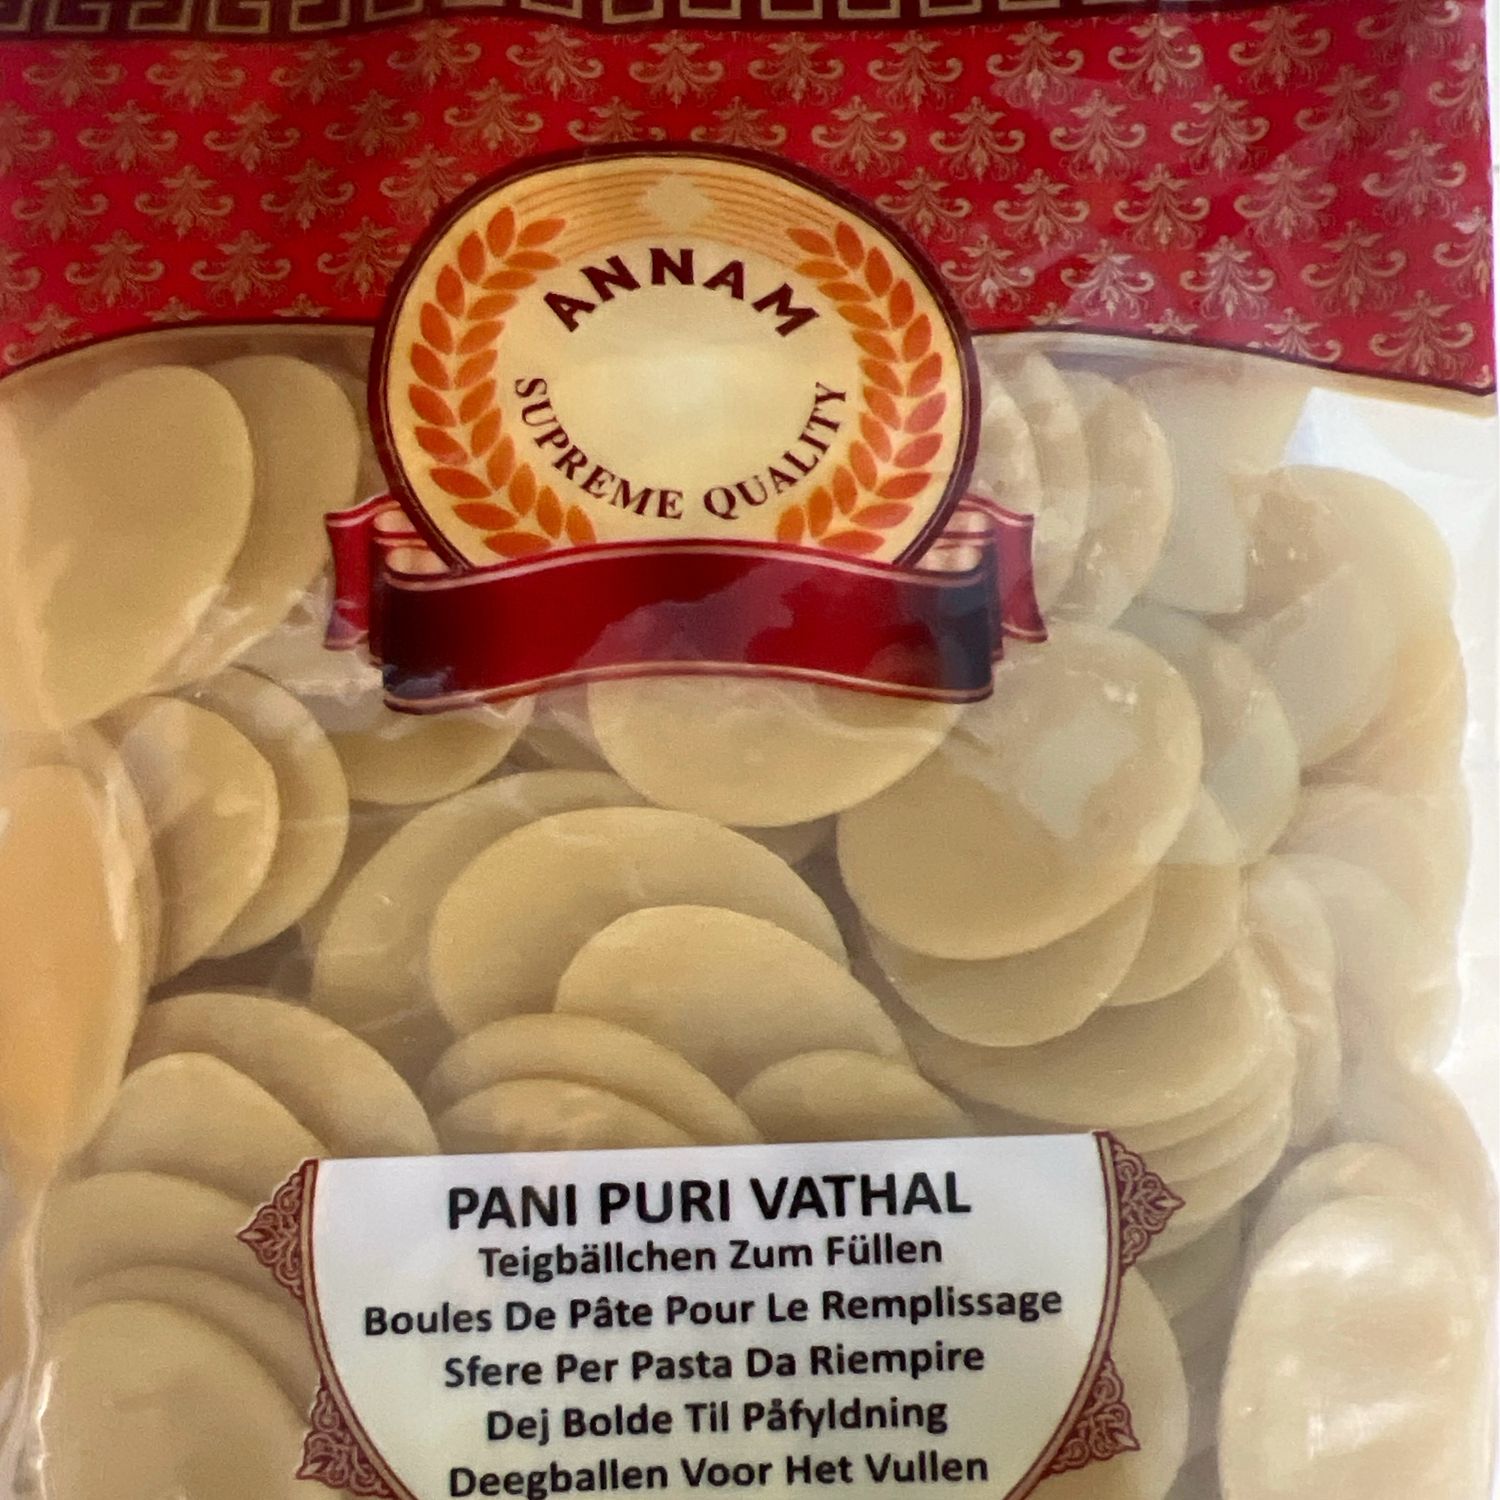 ANNAM
SUPREME QUALITY
PANI PURI VATHAL
Teigbällchen Zum Füllen
Boules De Pâte Pour Le Remplissage
Sfere Per Pasta Da Riempire
Dej Bolde Til Påfyldning
Deegballen Voor Het Vullen